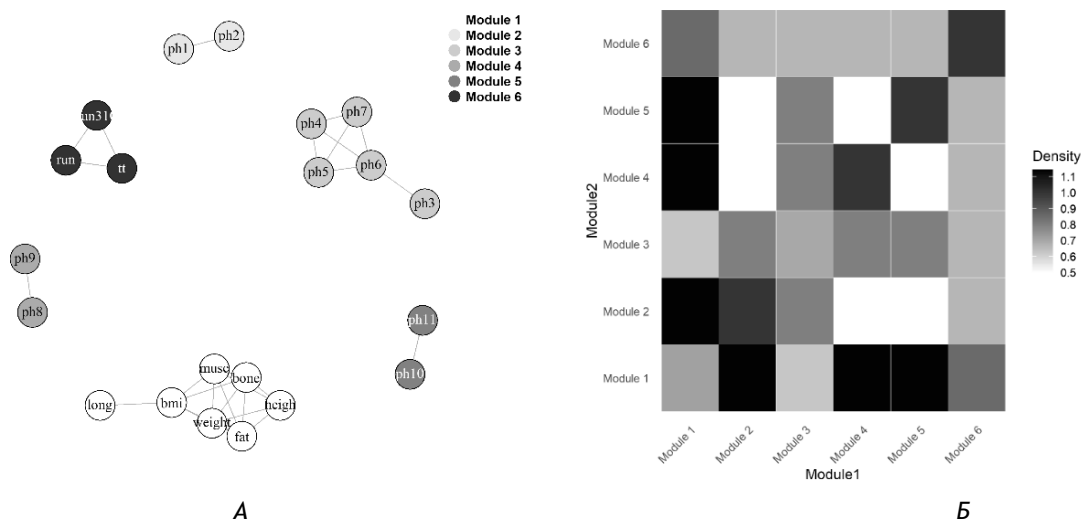 Module 1
Module 2
Module 3
Module 4
Module 5
Module 6
ph1
ph2
un310
run
tt
ph4
ph7
ph5
ph6
ph3
ph9
ph8
ph11
ph10
musc
bone
long
bmi
heigh
weight
fat
А
Module 6
Module 5
Module 4
Module 3
Module 2
Module 1
Module2
Module 1
Module 2
Module 3
Module 4
Module 5
Module 6
Module1
Density
1.1
1.0
0.9
0.8
0.7
0.6
0.5
Б